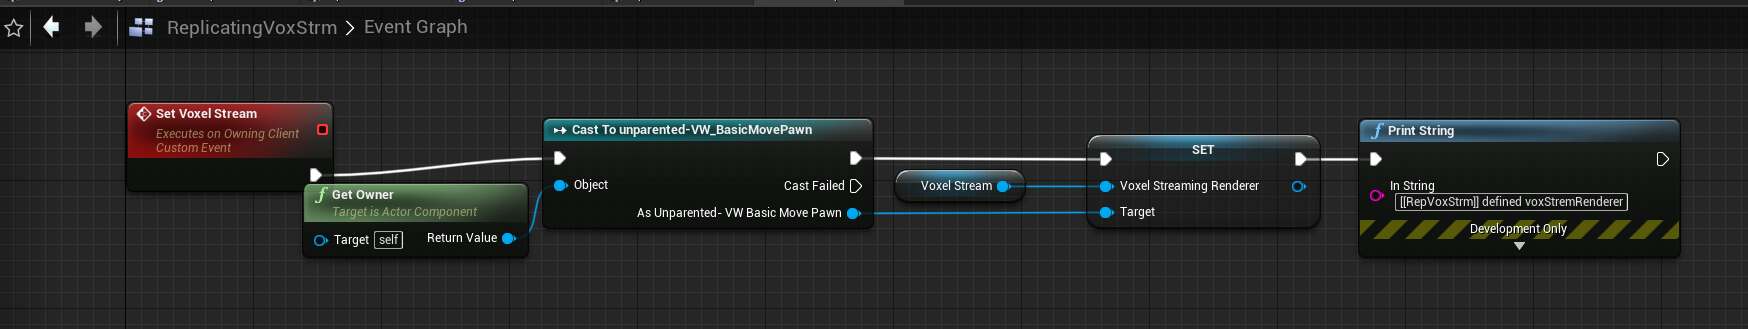 ReplicatingVoxStrm > Event Graph
Set Voxel Stream
Executes on Owning Client
Custom Event
Get Owner
Target is Actor Component
Target self
Return Value
Cast To unparented-VW_BasicMovePawn
Object
Cast Failed
As Unparented- VW Basic Move Pawn
Voxel Stream
SET
Voxel Streaming Renderer
Target
Print String
In String
[[RepVoxStrm]] defined voxStremRenderer
Development Only